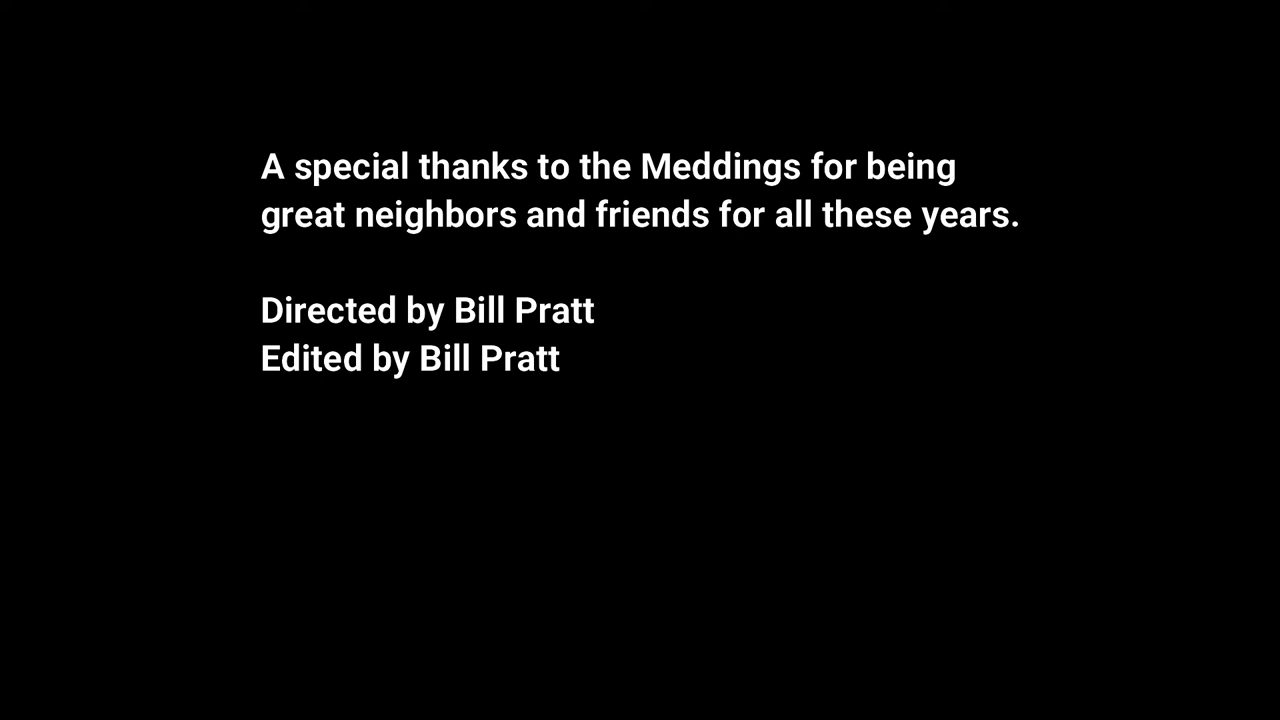 A special thanks to the Meddings for being
great neighbors and friends for all these years.
Directed by Bill Pratt
Edited by Bill Pratt